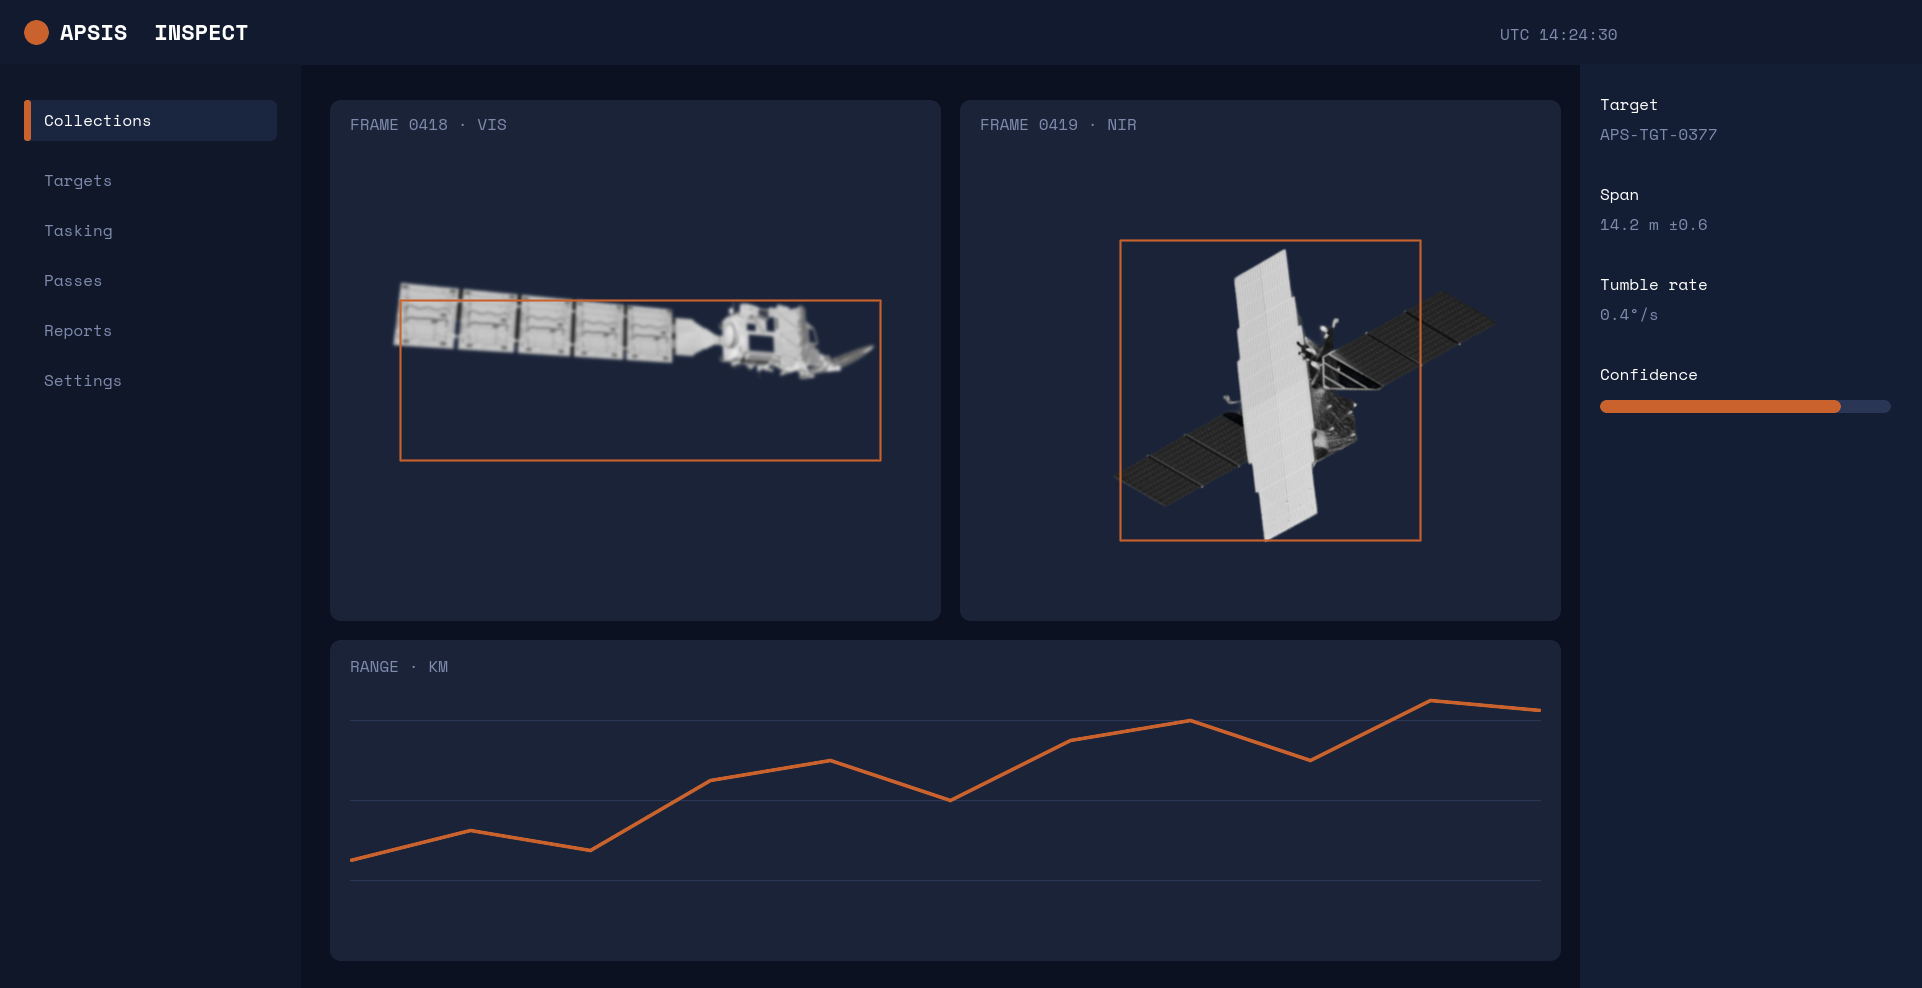 APSIS INSPECT
UTC 14:24:30
Collections
Targets
Tasking
Passes
Reports
Settings
FRAME 0418 · VIS
FRAME 0419 · NIR
RANGE · KM
Target
APS-TGT-0377
Span
14.2 m ±0.6
Tumble rate
0.4°/s
Confidence